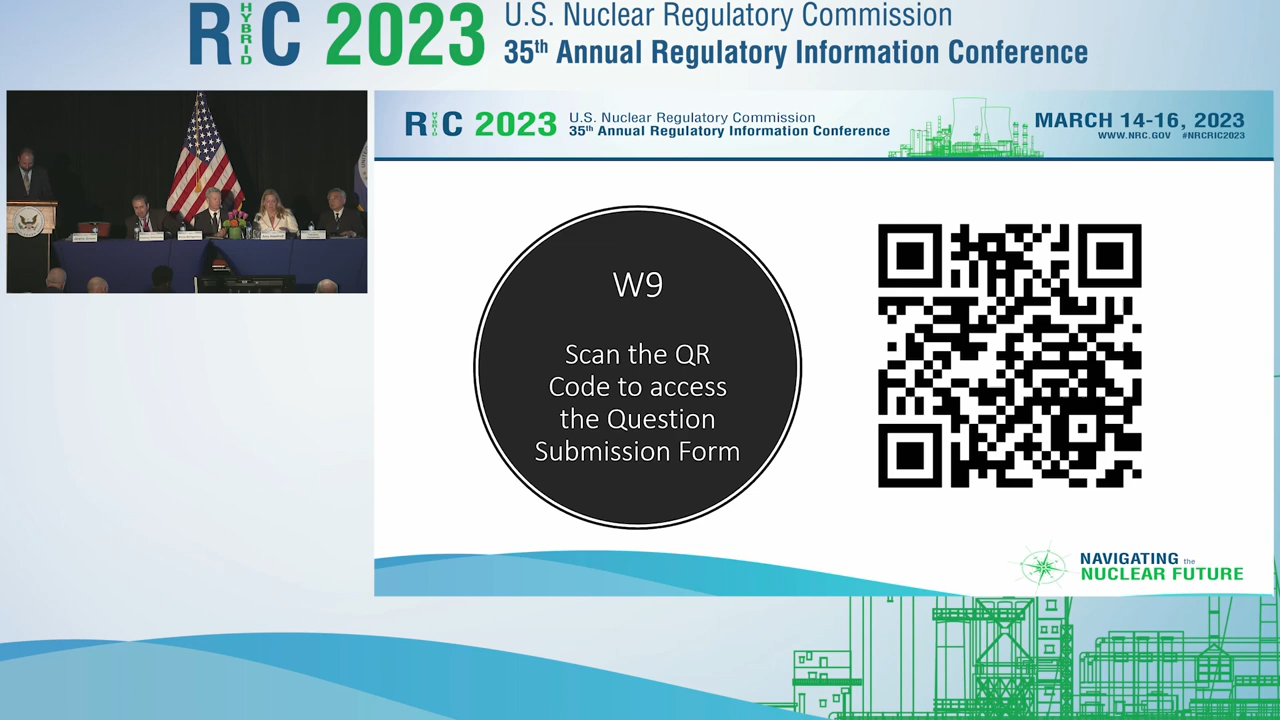 RIC HYBRID 2023
U.S. Nuclear Regulatory Commission
35th Annual Regulatory Information Conference
RIC HYBRID 2023
U.S. Nuclear Regulatory Commission
35th Annual Regulatory Information Conference
MARCH 14-16, 2023
WWW.NRC.GOV #NRCRIC2023
W9
Scan the QR
Code to access
the Question
Submission Form
NAVIGATING the
NUCLEAR FUTURE